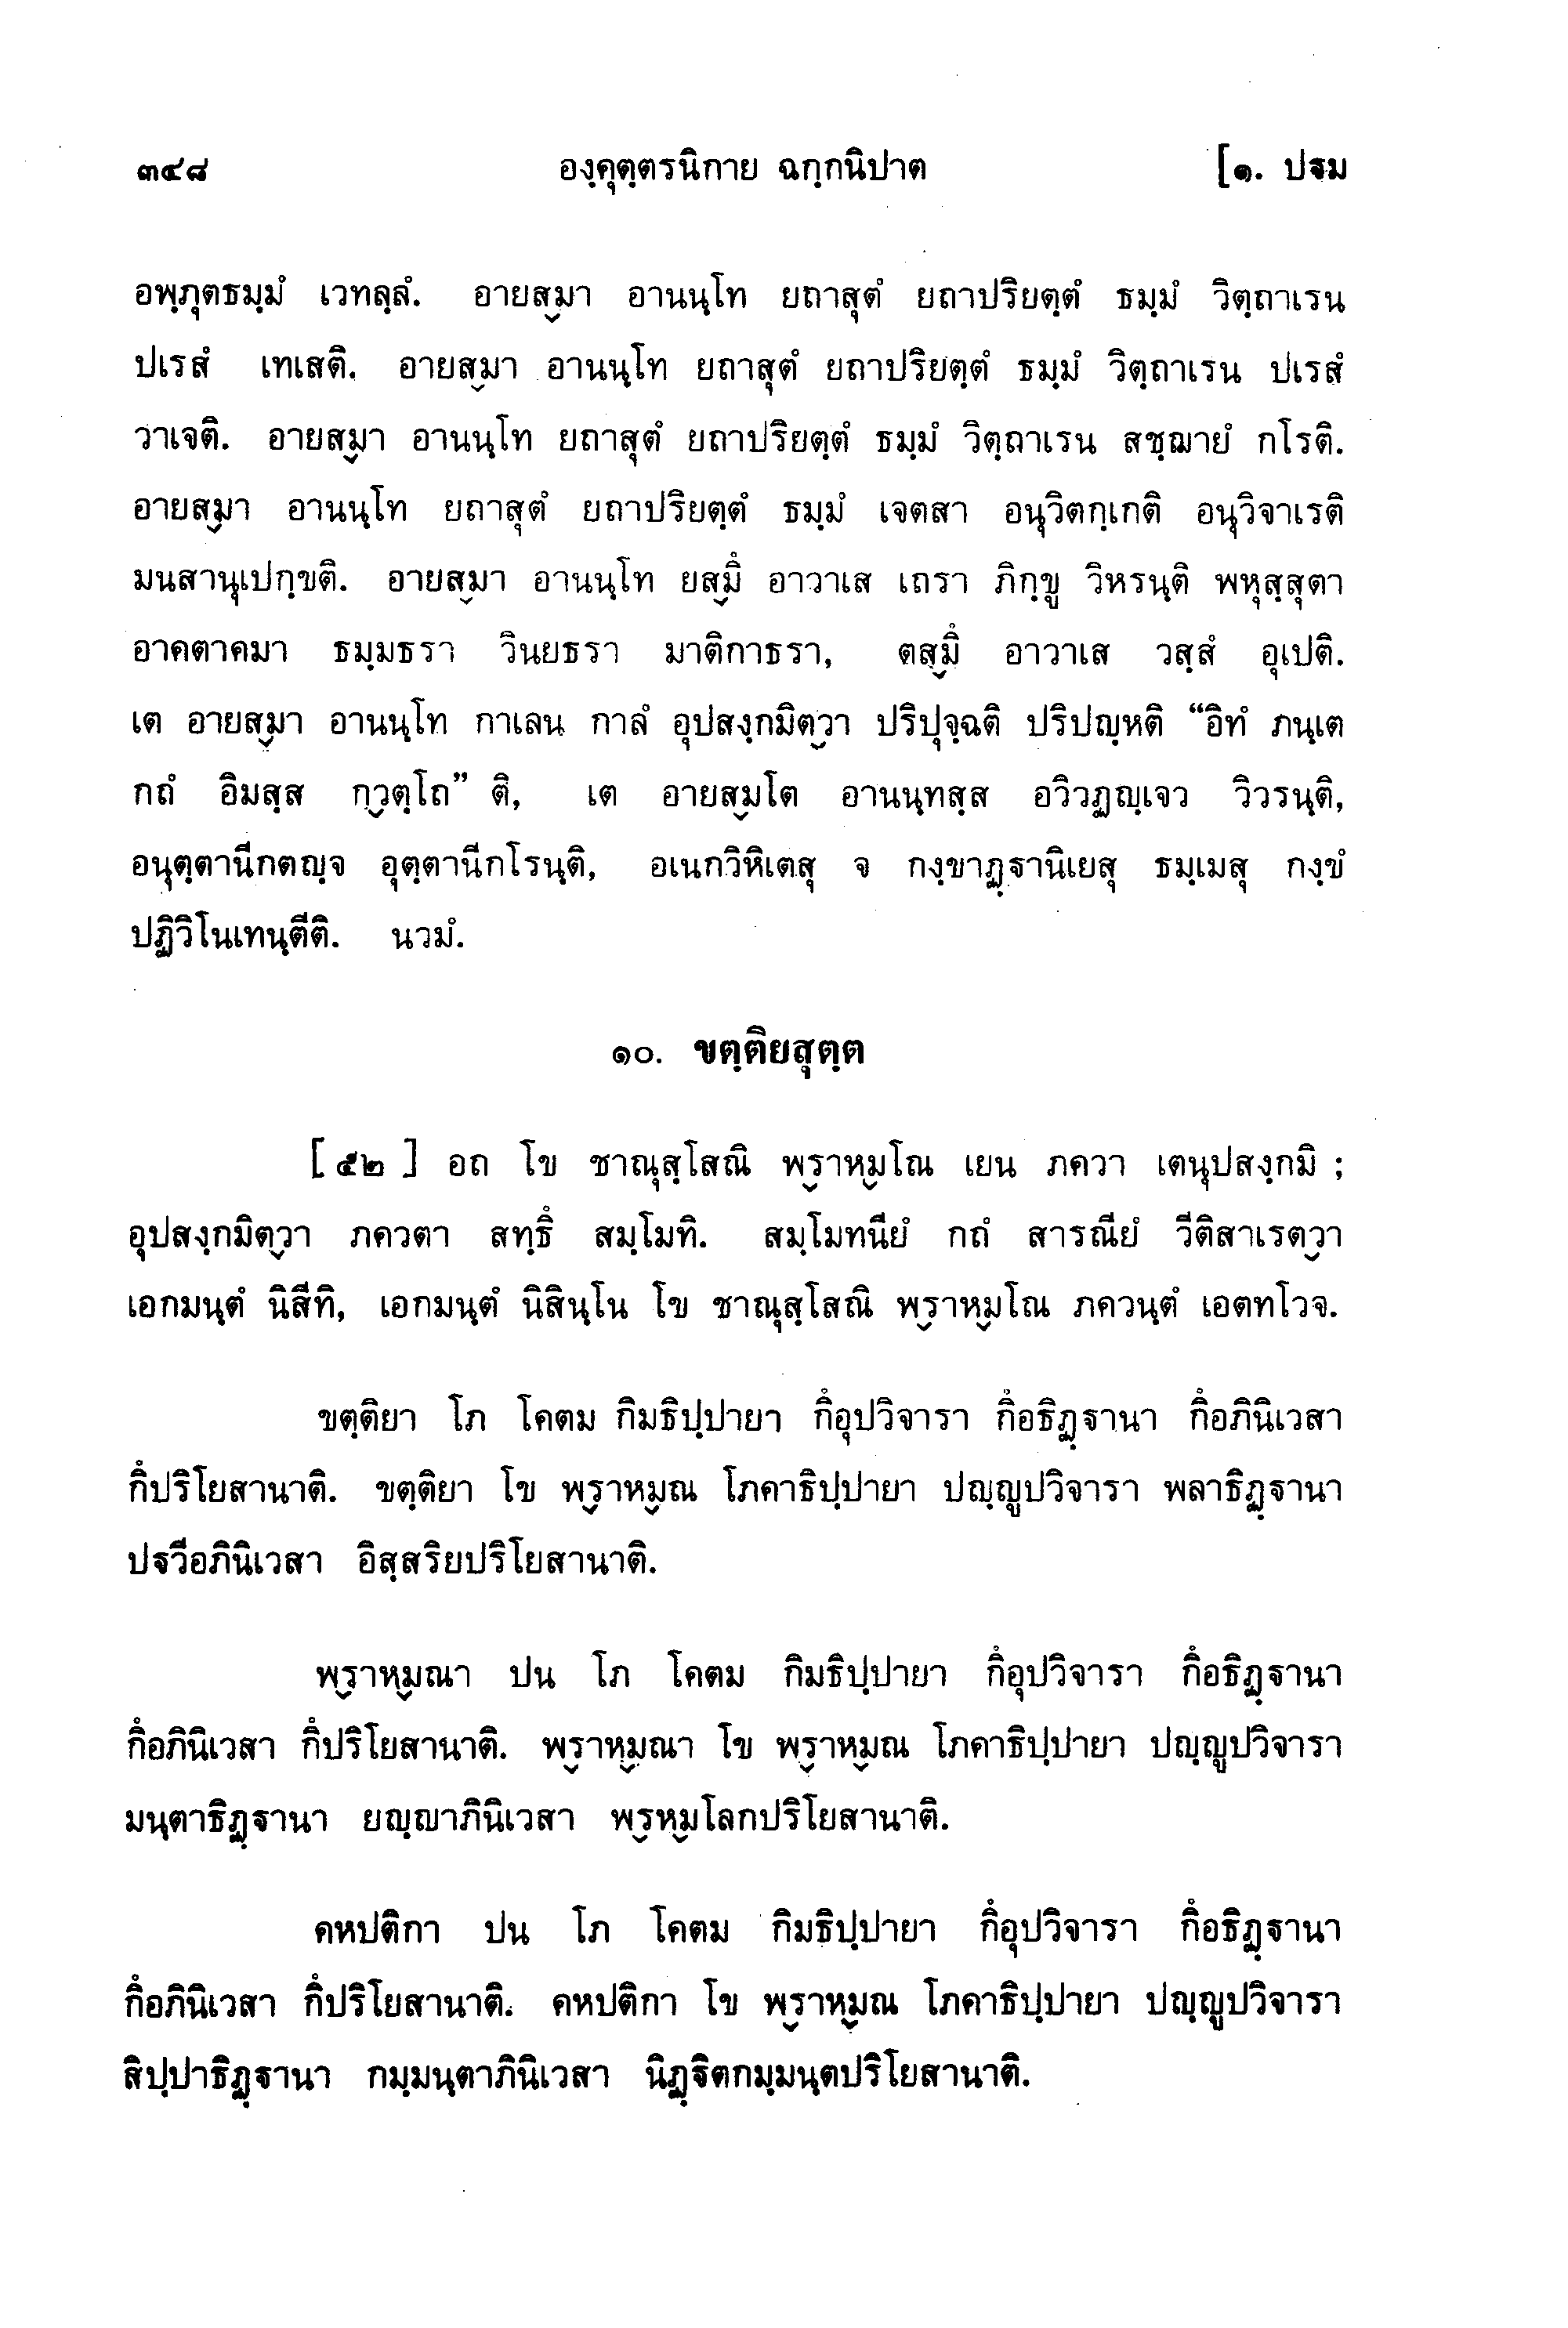 ๓๔๘ องฺคุตฺตรนิกาย ฉกฺกนิปาต [๑. ปฐม
อพฺภุตธมฺมํ เวทลฺลํ. อายสฺมา อานนฺโท ยถาสุตํ ยถาปริยตฺตํ ธมฺมํ วิตฺถาเรน
ปเรสํ เทเสติ. อายสฺมา อานนฺโท ยถาสุตํ ยถาปริยตฺตํ ธมฺมํ วิตฺถาเรน ปเรสํ
วาเจติ. อายสฺมา อานนฺโท ยถาสุตํ ยถาปริยตฺตํ ธมฺมํ วิตฺถาเรน สชฺฌายํ กโรติ.
อายสฺมา อานนฺโท ยถาสุตํ ยถาปริยตฺตํ ธมฺมํ เจตสา อนุวิตกฺเกติ อนุวิจาเรติ
มนสานุเปกฺขติ. อายสฺมา อานนฺโท ยสฺมิํ อาวาเส เถรา ภิกฺขู วิหรนฺติ พหุสฺสุตา
อาคตาคมา ธมฺมธรา วินยธรา มาติกาธรา, ตสฺมิํ อาวาเส วสฺสํ อุเปติ.
เต อายสฺมา อานนฺโท กาเลน กาลํ อุปสงฺกมิตฺวา ปริปุจฺฉติ ปริปญฺหติ “อิทํ ภนฺเต
กถํ อิมสฺส กฺวตฺโถ” ติ, เต อายสฺมโต อานนฺทสฺส อวิวฏญฺเจว วิวรนฺติ,
อนุตฺตานีกตญฺจ อุตฺตานีกโรนฺติ, อเนกวิหิเตสุ จ กงฺขาฏฺฐานิเยสุ ธมฺเมสุ กงฺขํ
ปฏิวิโนเทนฺตีติ. นวมํ.
๑๐. ขตฺติยสุตฺต
[๕๒] อถ โข ชาณุสฺโสณิ พฺราหฺมโณ เยน ภควา เตนุปสงฺกมิ ;
อุปสงฺกมิตฺวา ภควตา สทฺธิํ สมฺโมทิ. สมฺโมทนียํ กถํ สารณียํ วีติสาเรตฺวา
เอกมนฺตํ นิสีทิ, เอกมนฺตํ นิสินฺโน โข ชาณุสฺโสณิ พฺราหฺมโณ ภควนฺตํ เอตทโวจ.
ขตฺติยา โภ โคตม กิมธิปฺปายา กิํอุปวิจารา กิํอธิฏฺฐานา กิํอภินิเวสา
กิํปริโยสานาติ. ขตฺติยา โข พฺราหฺมณ โภคาธิปฺปายา ปญฺญูปวิจารา พลาธิฏฺฐานา
ปฐวีอภินิเวสา อิสฺสริยปริโยสานาติ.
พฺราหฺมณา ปน โภ โคตม กิมธิปฺปายา กิํอุปวิจารา กิํอธิฏฺฐานา
กิํอภินิเวสา กิํปริโยสานาติ. พฺราหฺมณา โข พฺราหฺมณ โภคาธิปฺปายา ปญฺญูปวิจารา
มนฺตาธิฏฺฐานา ยญฺญาภินิเวสา พฺรหฺมโลกปริโยสานาติ.
คหปติกา ปน โภ โคตม กิมธิปฺปายา กิํอุปวิจารา กิํอธิฏฺฐานา
กิํอภินิเวสา กิํปริโยสานาติ. คหปติกา โข พฺราหฺมณ โภคาธิปฺปายา ปญฺญูปวิจารา
สิปฺปาธิฏฺฐานา กมฺมนฺตาภินิเวสา นิฏฺฐิตกมฺมนฺตปริโยสานาติ.